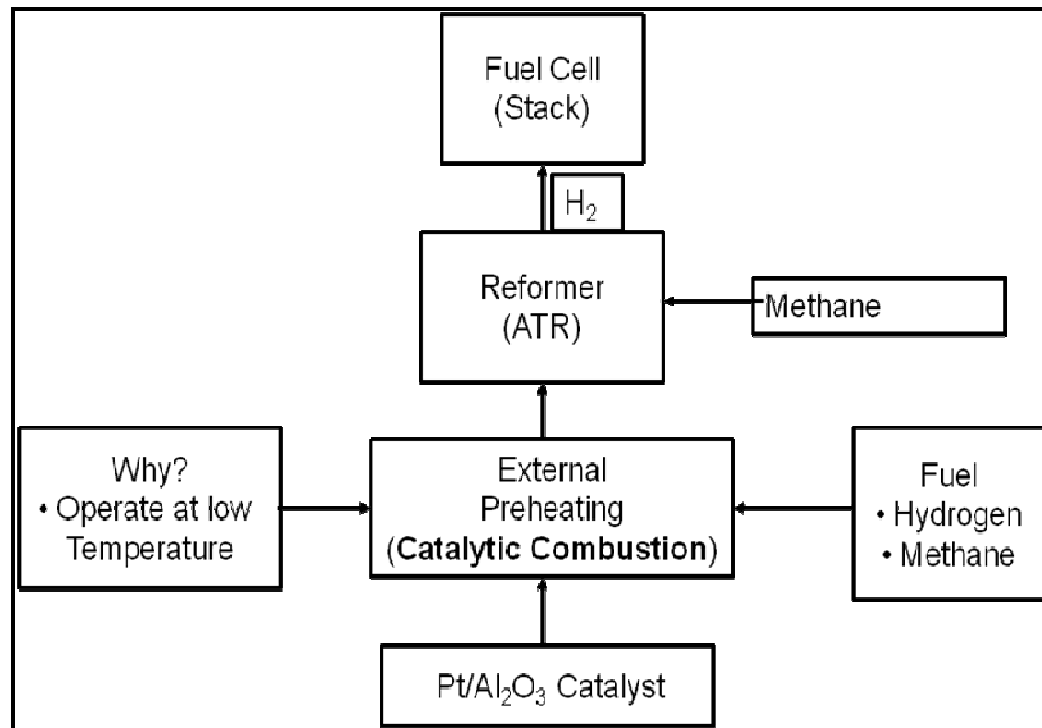 Fuel Cell
(Stack)
H₂
Reformer
(ATR)
Methane
Why?
• Operate at low
Temperature
External
Preheating
(Catalytic Combustion)
Fuel
• Hydrogen
• Methane
Pt/Al₂O₃ Catalyst